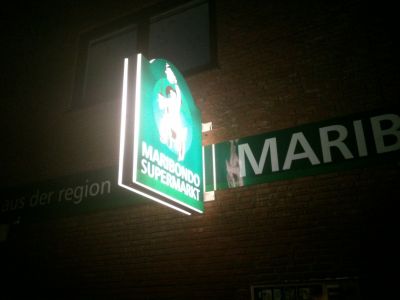 MARIBONDO
SUPERMARKT
aus der region
MARIB